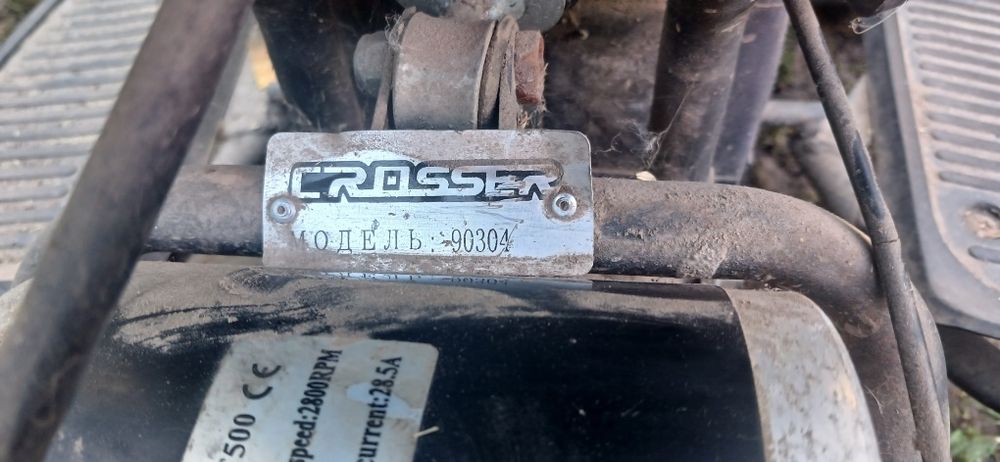 CROSSER
МОДЕЛЬ: 90304
500 CE
speed:2800RPM
current:28.5A